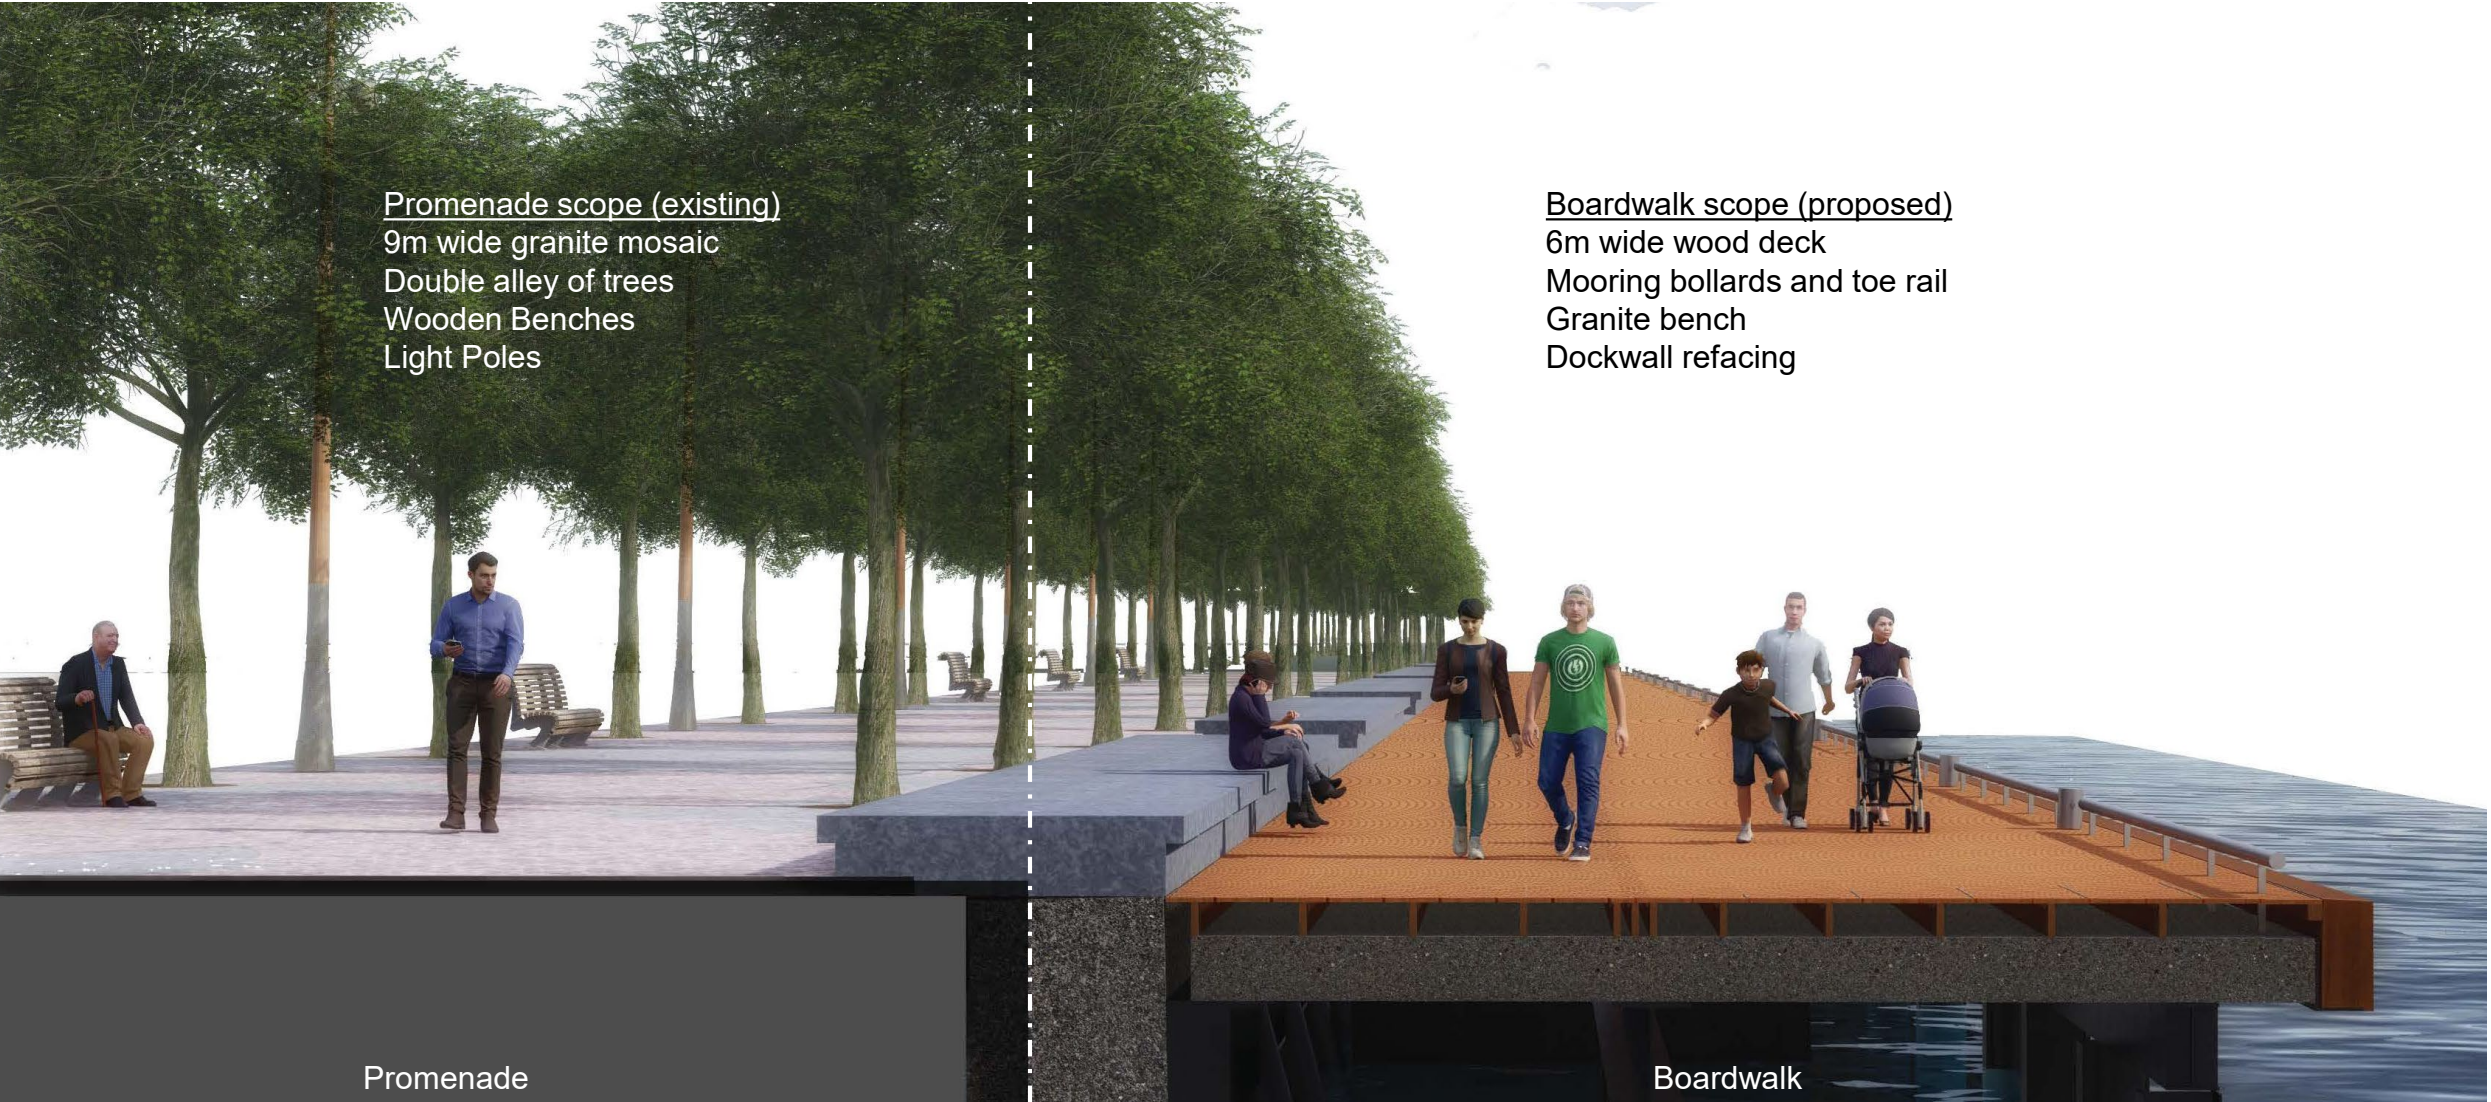 Promenade scope (existing)
9m wide granite mosaic
Double alley of trees
Wooden Benches
Light Poles
Boardwalk scope (proposed)
6m wide wood deck
Mooring bollards and toe rail
Granite bench
Dockwall refacing
Promenade
Boardwalk